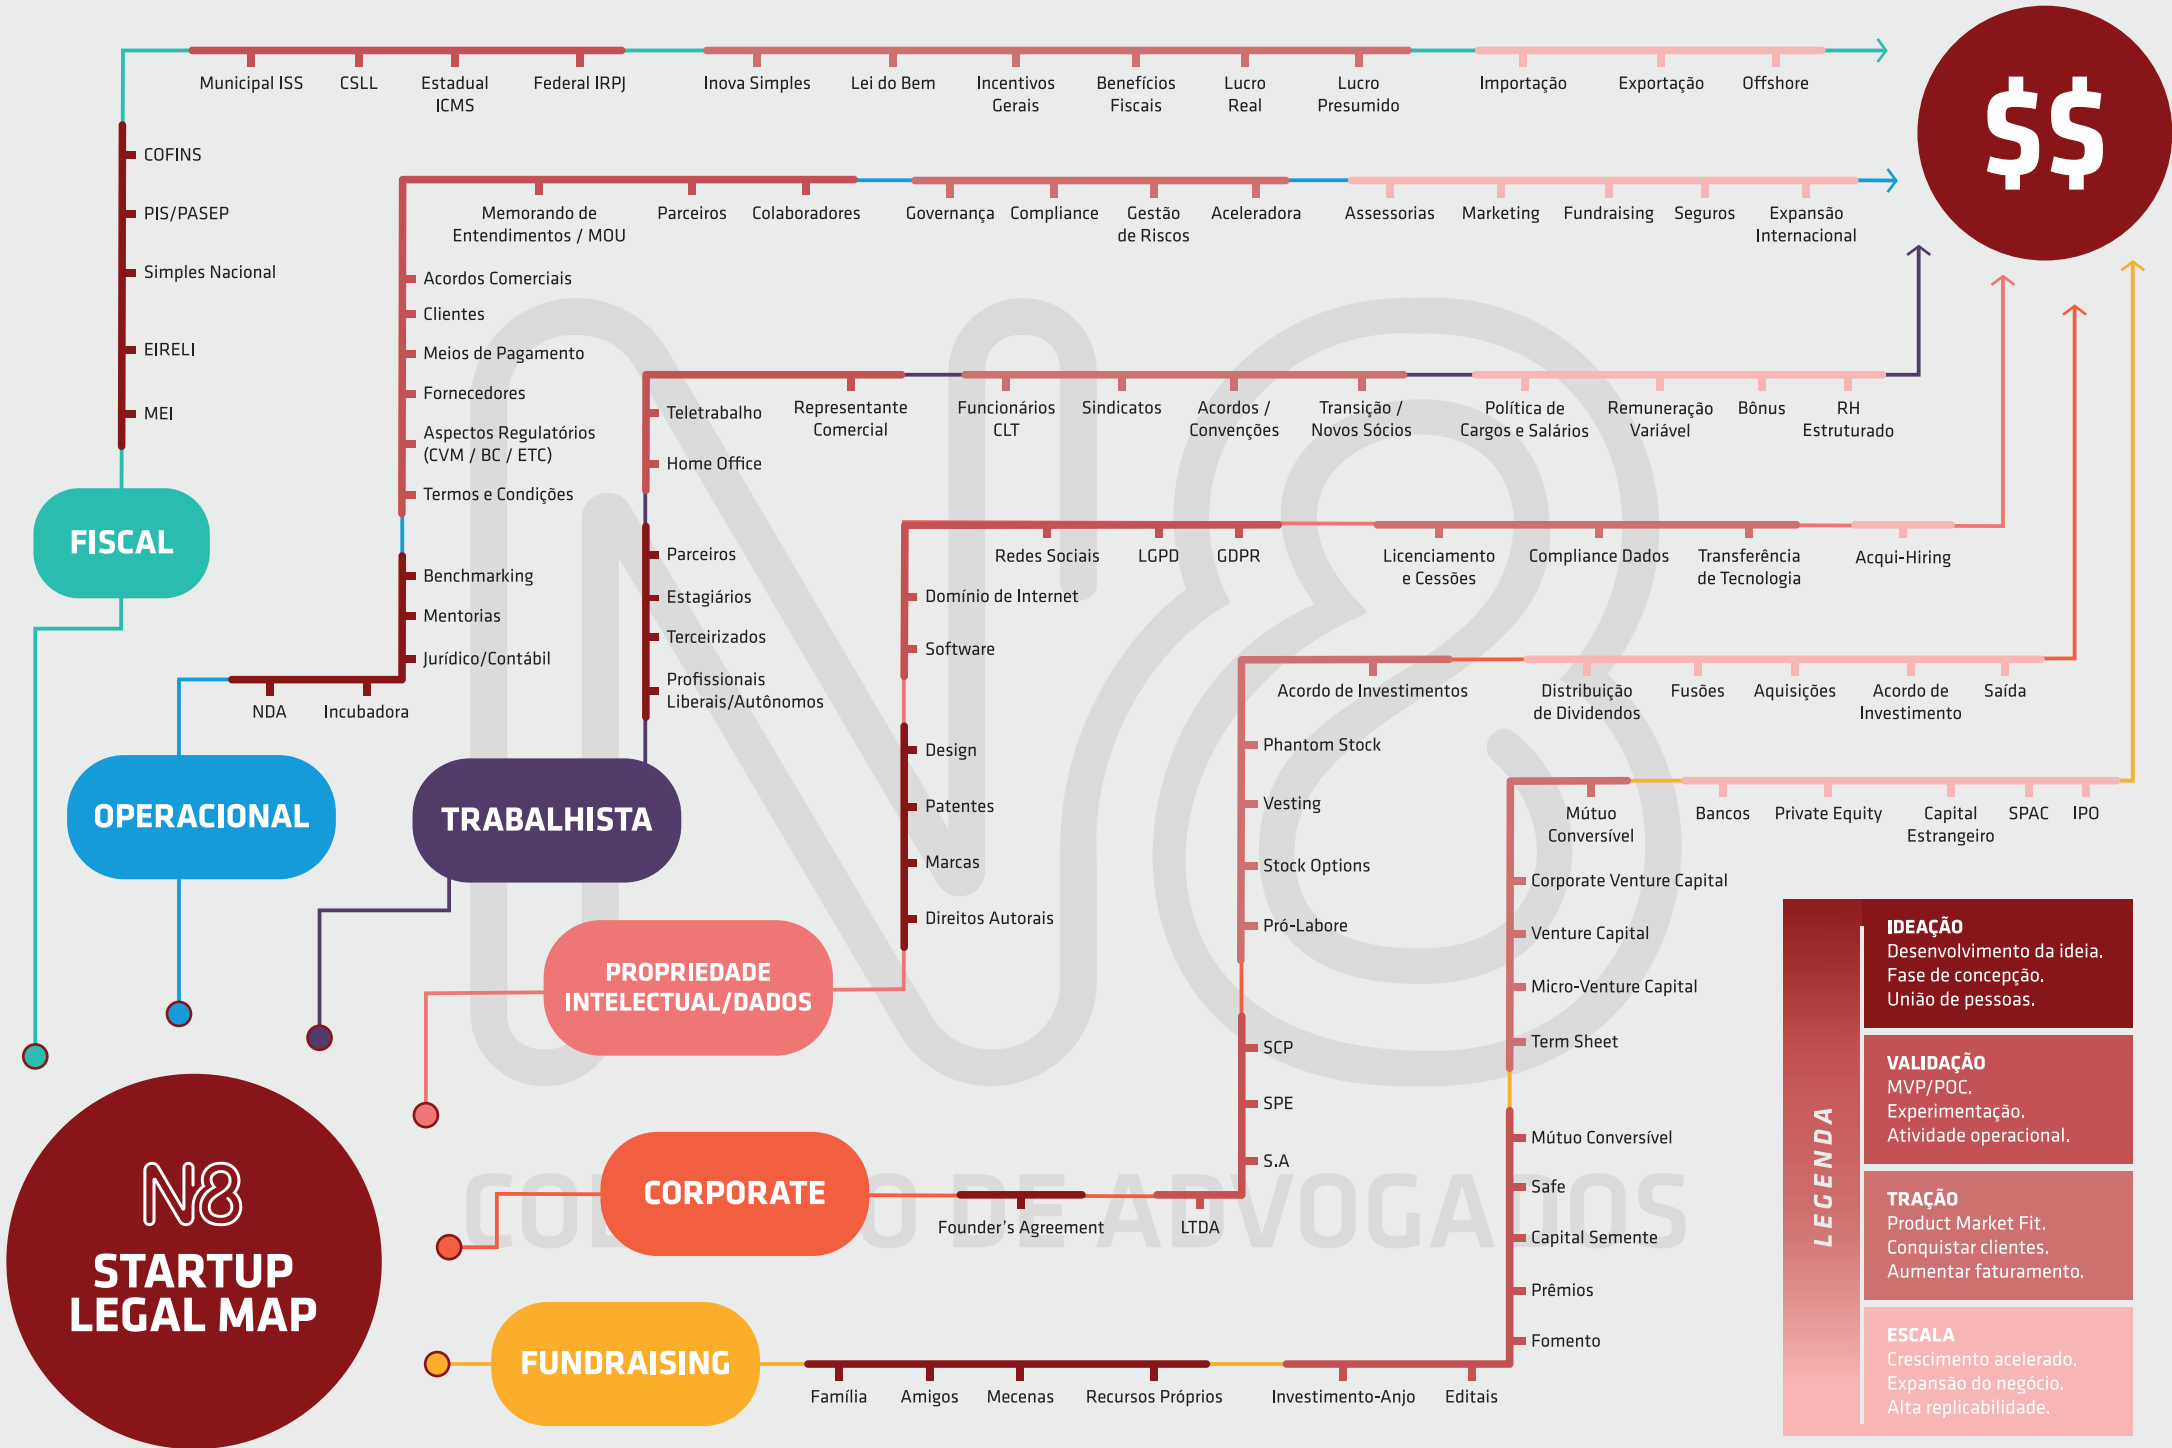 Municipal ISS
CSLL
Estadual
ICMS
Federal IRPJ
Inova Simples
Lei do Bem
Incentivos
Gerais
Benefícios
Fiscais
Lucro
Real
Lucro
Presumido
Importação
Exportação
Offshore
$$
COFINS
PIS/PASEP
Simples Nacional
EIRELI
MEI
FISCAL
Memorando de
Entendimentos / MOU
Parceiros
Colaboradores
Governança
Compliance
Gestão
de Riscos
Aceleradora
Assessorias
Marketing
Fundraising
Seguros
Expansão
Internacional
Acordos Comerciais
Clientes
Meios de Pagamento
Fornecedores
Aspectos Regulatórios
(CVM / BC / ETC)
Termos e Condições
Benchmarking
Mentorias
Jurídico/Contábil
NDA
Incubadora
OPERACIONAL
Teletrabalho
Home Office
Representante
Comercial
Funcionários
CLT
Sindicatos
Acordos /
Convenções
Transição /
Novos Sócios
Política de
Cargos e Salários
Remuneração
Variável
Bônus
RH
Estruturado
Parceiros
Estagiários
Terceirizados
Profissionais
Liberais/Autônomos
TRABALHISTA
Redes Sociais
LGPD
GDPR
Licenciamento
e Cessões
Compliance Dados
Transferência
de Tecnologia
Acqui-Hiring
Domínio de Internet
Software
Design
Patentes
Marcas
Direitos Autorais
PROPRIEDADE
INTELECTUAL/DADOS
Acordo de Investimentos
Distribuição
de Dividendos
Fusões
Aquisições
Acordo de
Investimento
Saída
Phantom Stock
Vesting
Stock Options
Pró-Labore
SCP
SPE
S.A
CORPORATE
Founder's Agreement
LTDA
Mútuo
Conversível
Bancos
Private Equity
Capital
Estrangeiro
SPAC
IPO
Corporate Venture Capital
Venture Capital
Micro-Venture Capital
Term Sheet
Mútuo Conversível
Safe
Capital Semente
Prêmios
Fomento
FUNDRAISING
Família
Amigos
Mecenas
Recursos Próprios
Investimento-Anjo
Editais
N8
STARTUP
LEGAL MAP
LEGENDA
IDEAÇÃO
Desenvolvimento da ideia.
Fase de concepção.
União de pessoas.
VALIDAÇÃO
MVP/POC.
Experimentação.
Atividade operacional.
TRAÇÃO
Product Market Fit.
Conquistar clientes.
Aumentar faturamento.
ESCALA
Crescimento acelerado.
Expansão do negócio.
Alta replicabilidade.
N8
DE ADVOGADOS